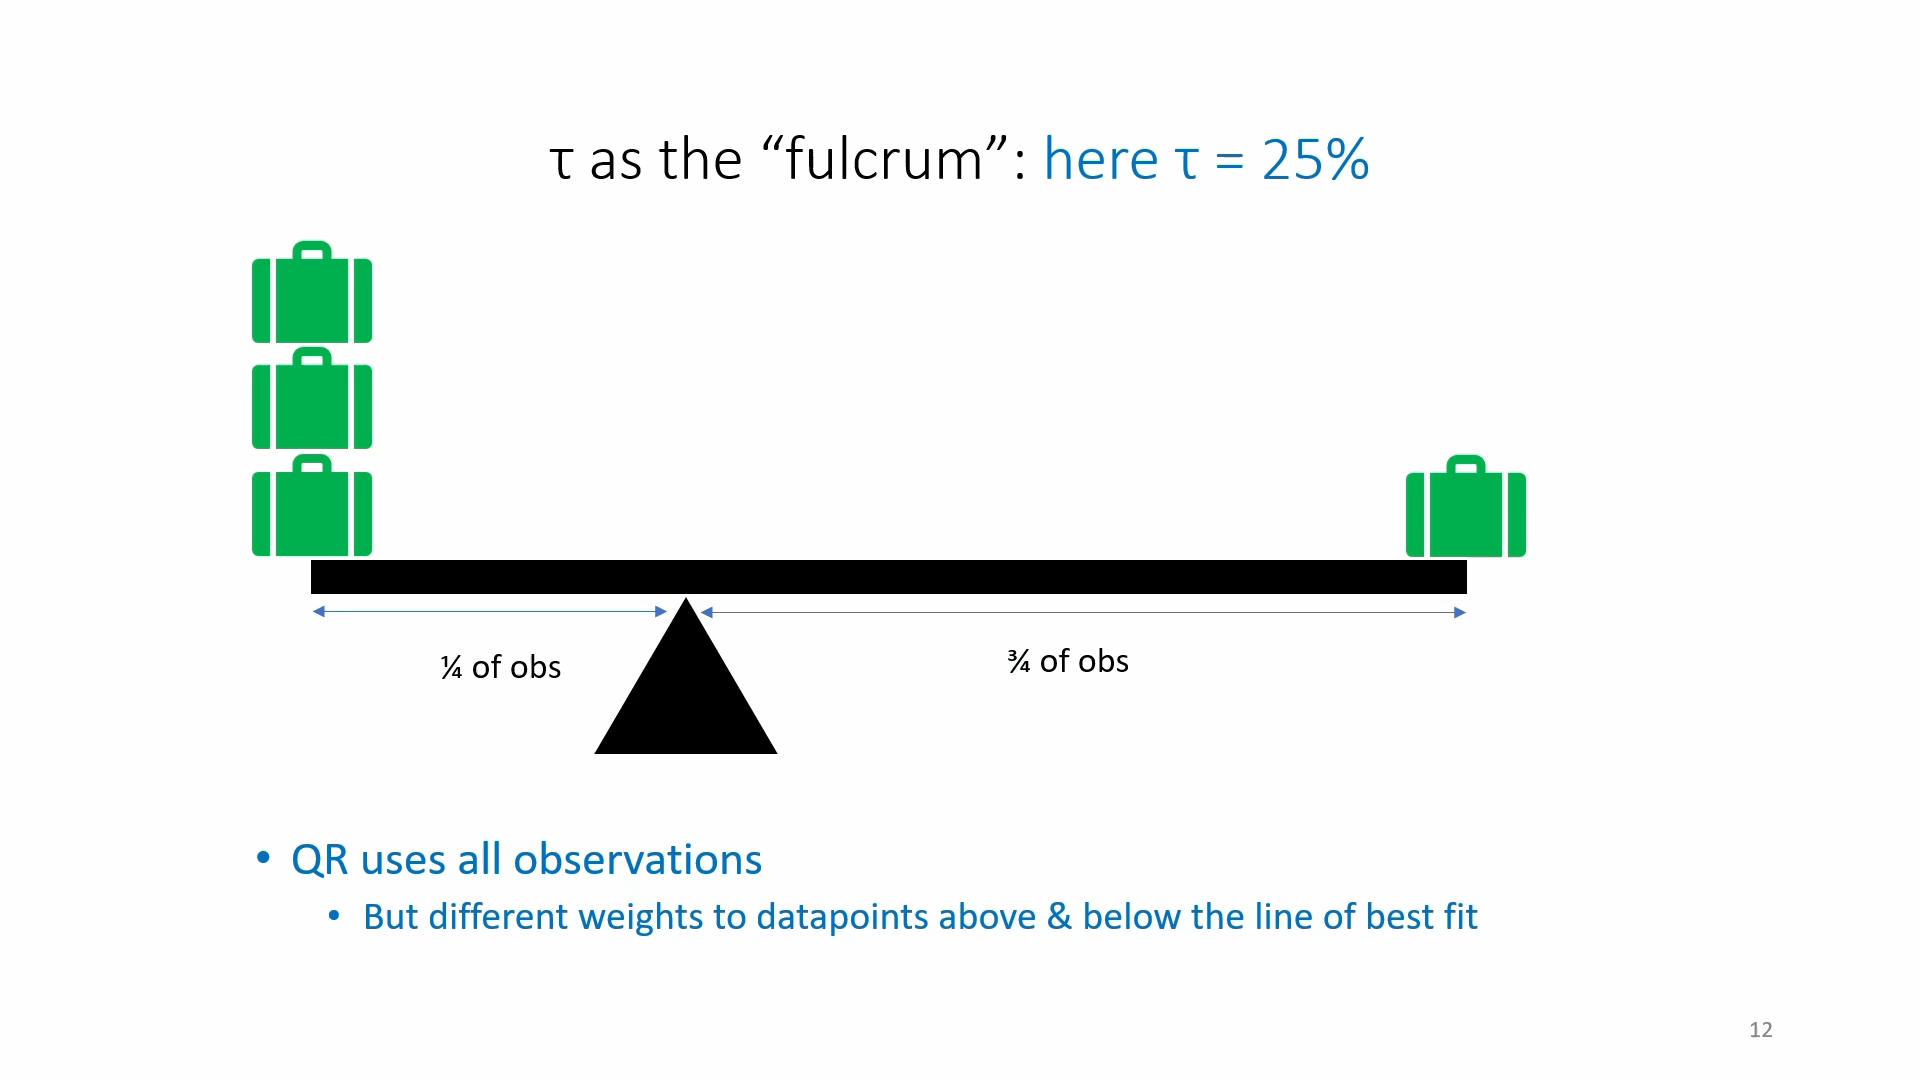 τ as the “fulcrum”: here τ = 25%
¼ of obs
¾ of obs
• QR uses all observations
• But different weights to datapoints above & below the line of best fit
12